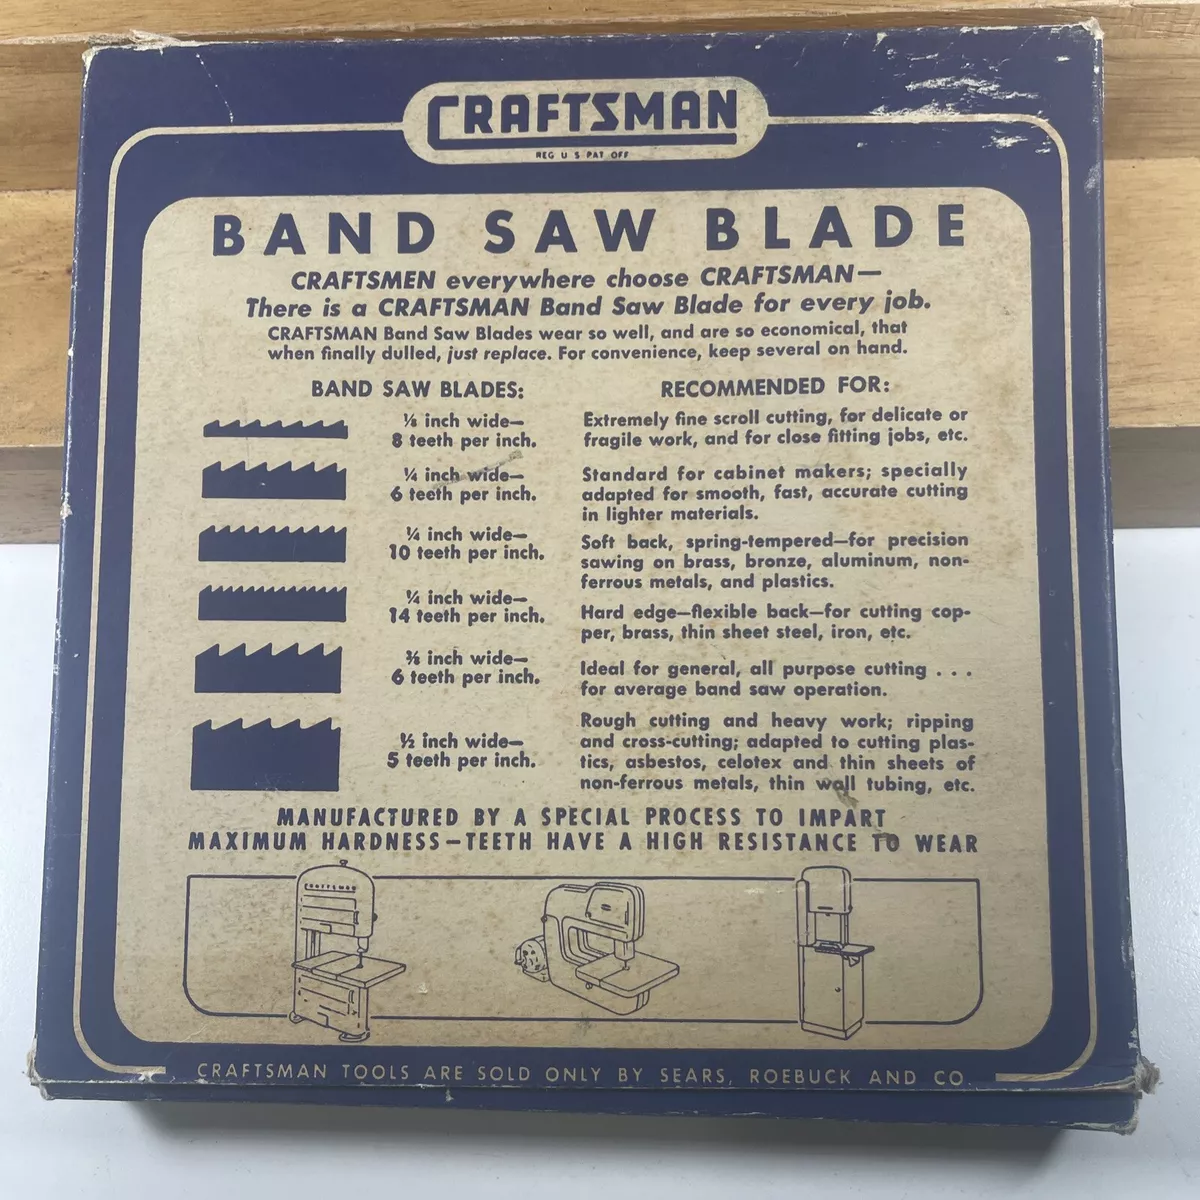 CRAFTSMAN
REG U S PAT OFF
BAND SAW BLADE
CRAFTSMEN everywhere choose CRAFTSMAN—
There is a CRAFTSMAN Band Saw Blade for every job.
CRAFTSMAN Band Saw Blades wear so well, and are so economical, that
when finally dulled, just replace. For convenience, keep several on hand.
BAND SAW BLADES:
RECOMMENDED FOR:
⅛ inch wide—
8 teeth per inch.
Extremely fine scroll cutting, for delicate or
fragile work, and for close fitting jobs, etc.
¼ inch wide—
6 teeth per inch.
Standard for cabinet makers; specially
adapted for smooth, fast, accurate cutting
in lighter materials.
¼ inch wide—
10 teeth per inch.
Soft back, spring-tempered—for precision
sawing on brass, bronze, aluminum, non-
ferrous metals, and plastics.
¼ inch wide—
14 teeth per inch.
Hard edge—flexible back—for cutting cop-
per, brass, thin sheet steel, iron, etc.
⅜ inch wide—
6 teeth per inch.
Ideal for general, all purpose cutting . . .
for average band saw operation.
½ inch wide—
5 teeth per inch.
Rough cutting and heavy work; ripping
and cross-cutting; adapted to cutting plas-
tics, asbestos, celotex and thin sheets of
non-ferrous metals, thin wall tubing, etc.
MANUFACTURED BY A SPECIAL PROCESS TO IMPART
MAXIMUM HARDNESS—TEETH HAVE A HIGH RESISTANCE TO WEAR
CRAFTSMAN
CRAFTSMAN TOOLS ARE SOLD ONLY BY SEARS, ROEBUCK AND CO.